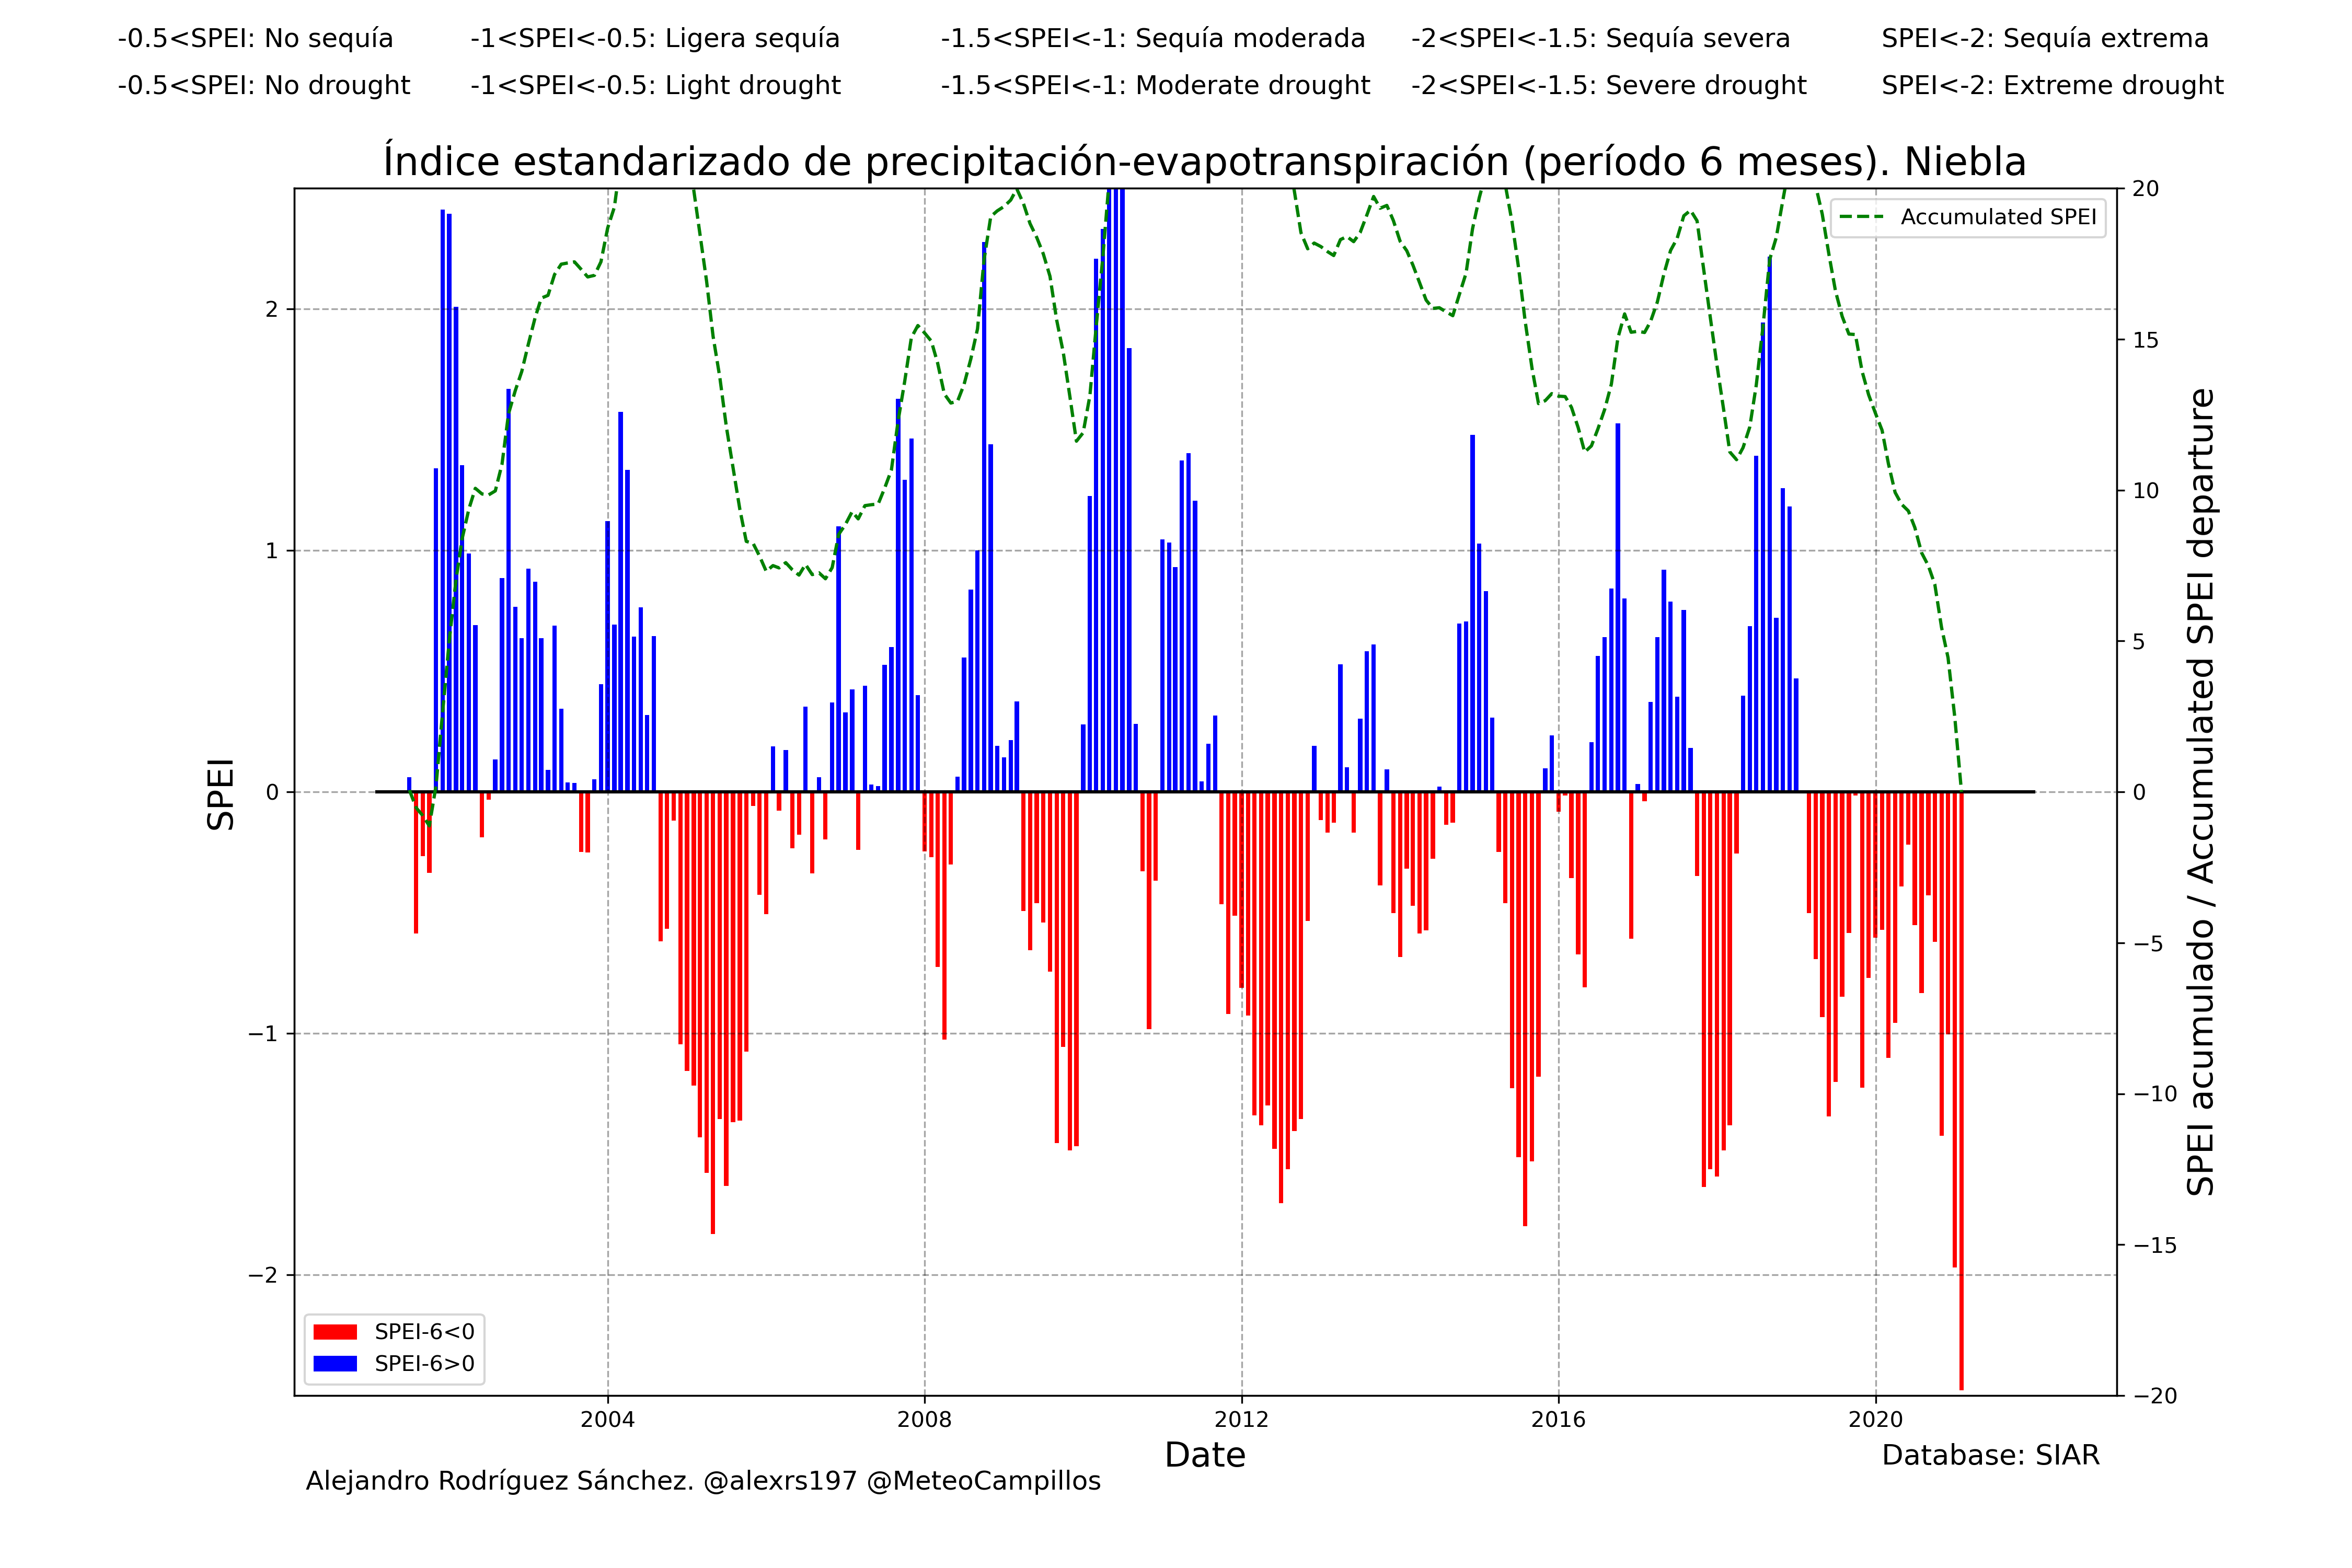 -0.5<SPEI: No sequía -1<SPEI<-0.5: Ligera sequía -1.5<SPEI<-1: Sequía moderada -2<SPEI<-1.5: Sequía severa SPEI<-2: Sequía extrema
-0.5<SPEI: No drought -1<SPEI<-0.5: Light drought -1.5<SPEI<-1: Moderate drought -2<SPEI<-1.5: Severe drought SPEI<-2: Extreme drought
Índice estandarizado de precipitación-evapotranspiración (período 6 meses). Niebla
Accumulated SPEI
SPEI
2
1
0
−1
−2
20
15
10
5
0
−5
−10
−15
−20
SPEI acumulado / Accumulated SPEI departure
SPEI-6<0
SPEI-6>0
2004 2008 2012 2016 2020
Date
Database: SIAR
Alejandro Rodríguez Sánchez. @alexrs197 @MeteoCampillos